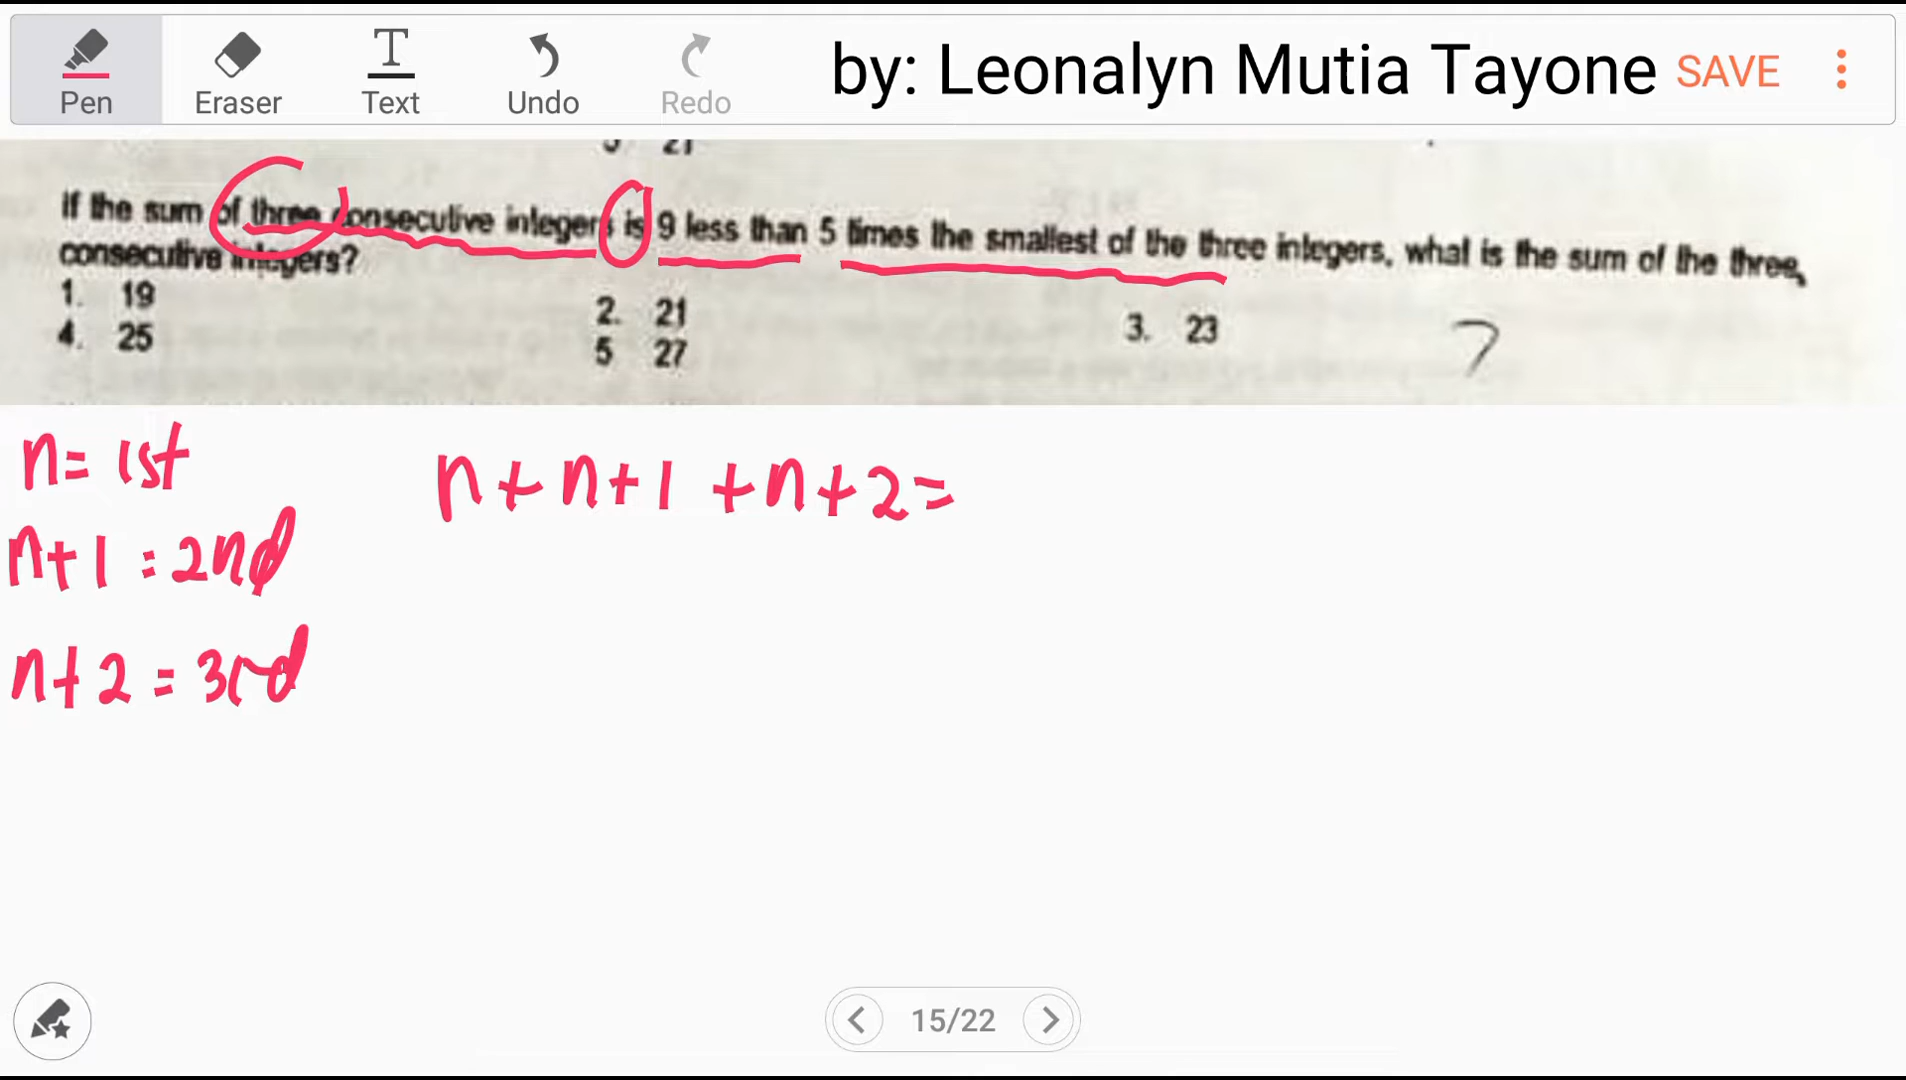 Pen Eraser Text Undo Redo by: Leonalyn Mutia Tayone SAVE
21
If the sum of three consecutive integers is 9 less than 5 times the smallest of the three integers, what is the sum of the three
consecutive integers?
1. 19 2. 21 3. 23
4. 25 5 27
n = 1st
n+1 = 2nd
n+2 = 3rd
n + n+1 + n+2 =
15/22